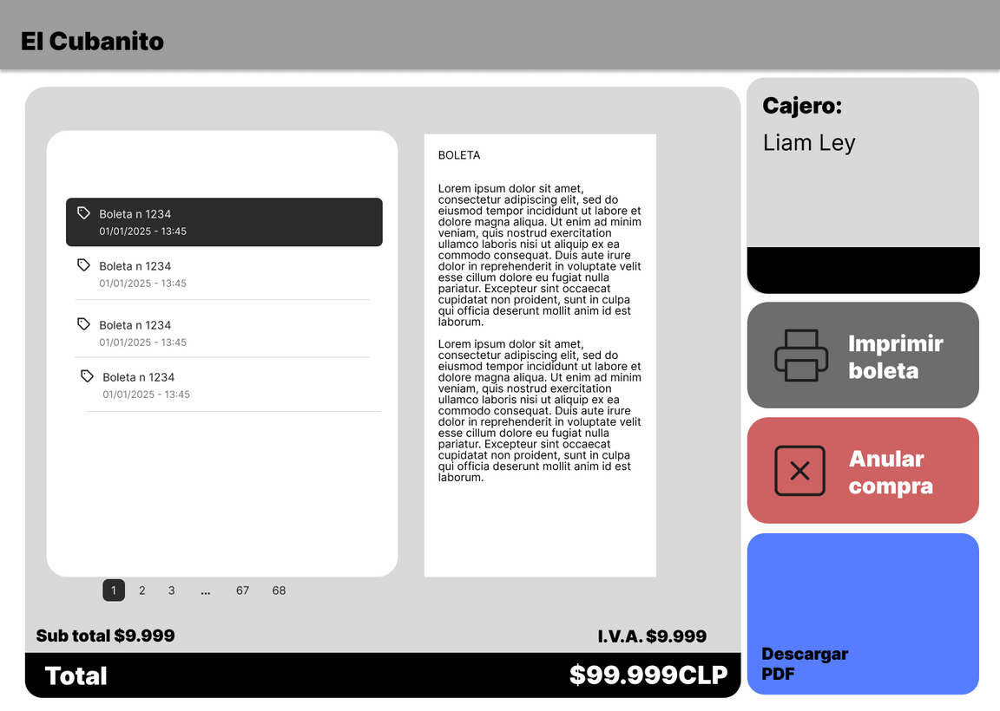 El Cubanito
Boleta n 1234
01/01/2025 - 13:45
Boleta n 1234
01/01/2025 - 13:45
Boleta n 1234
01/01/2025 - 13:45
Boleta n 1234
01/01/2025 - 13:45
1 2 3 ... 67 68
BOLETA
Lorem ipsum dolor sit amet,
consectetur adipiscing elit, sed do
eiusmod tempor incididunt ut labore et
dolore magna aliqua. Ut enim ad minim
veniam, quis nostrud exercitation
ullamco laboris nisi ut aliquip ex ea
commodo consequat. Duis aute irure
dolor in reprehenderit in voluptate velit
esse cillum dolore eu fugiat nulla
pariatur. Excepteur sint occaecat
cupidatat non proident, sunt in culpa
qui officia deserunt mollit anim id est
laborum.
Lorem ipsum dolor sit amet,
consectetur adipiscing elit, sed do
eiusmod tempor incididunt ut labore et
dolore magna aliqua. Ut enim ad minim
veniam, quis nostrud exercitation
ullamco laboris nisi ut aliquip ex ea
commodo consequat. Duis aute irure
dolor in reprehenderit in voluptate velit
esse cillum dolore eu fugiat nulla
pariatur. Excepteur sint occaecat
cupidatat non proident, sunt in culpa
qui officia deserunt mollit anim id est
laborum.
Sub total $9.999
I.V.A. $9.999
Total
$99.999CLP
Cajero:
Liam Ley
Imprimir
boleta
Anular
compra
Descargar
PDF